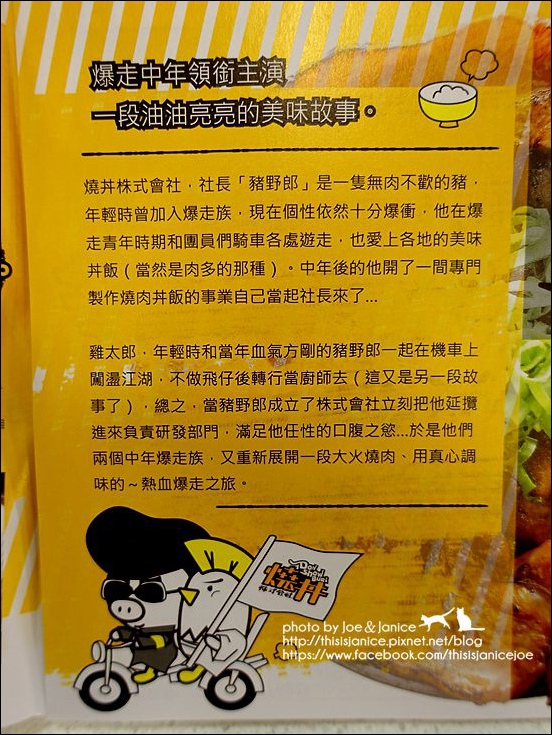 爆走中年領銜主演
一段油油亮亮的美味故事。
燒丼株式會社，社長「豬野郎」是一隻無肉不歡的豬，
年輕時曾加入爆走族，現在個性依然十分爆衝，他在爆
走青年時期和團員們騎車各處遊走，也愛上各地的美味
丼飯（當然是肉多的那種）。中年後的他開了一間專門
製作燒肉丼飯的事業自己當起社長來了...
雞太郎，年輕時和當年血氣方剛的豬野郎一起在機車上
闖盪江湖，不做飛仔後轉行當廚師去（這又是另一段故
事了），總之，當豬野郎成立了株式會社立刻把他延攬
進來負責研發部門，滿足他任性的口腹之慾...於是他們
兩個中年爆走族，又重新展開一段大火燒肉、用真心調
味的～熱血爆走之旅。
燒丼
株式會社
photo by Joe & Janice
http://thisisjanice.pixnet.net/blog
https://www.facebook.com/thisisjanicejoe